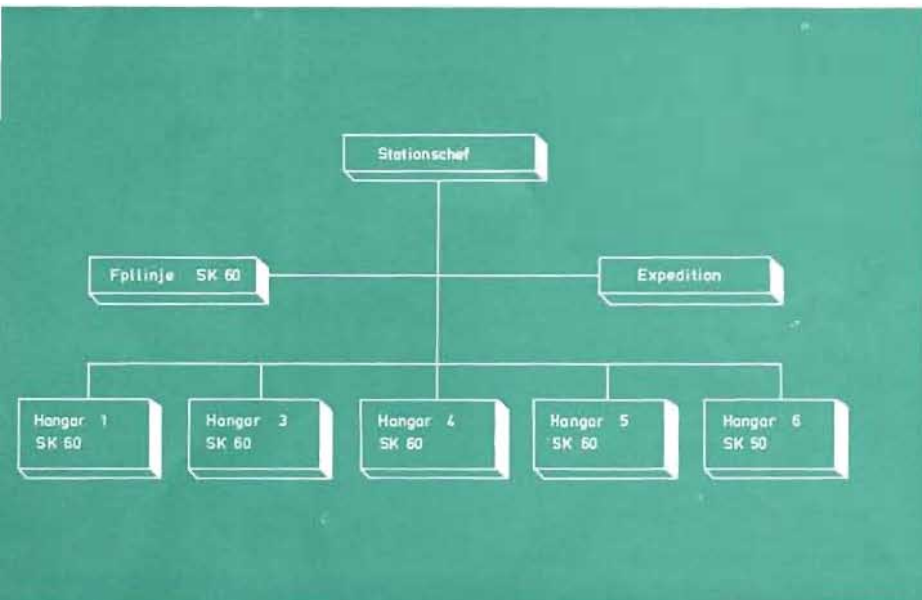 Stationschef
Fpllinje SK 60
Expedition
Hangar 1
SK 60
Hangar 3
SK 60
Hangar 4
SK 60
Hangar 5
SK 60
Hangar 6
SK 50